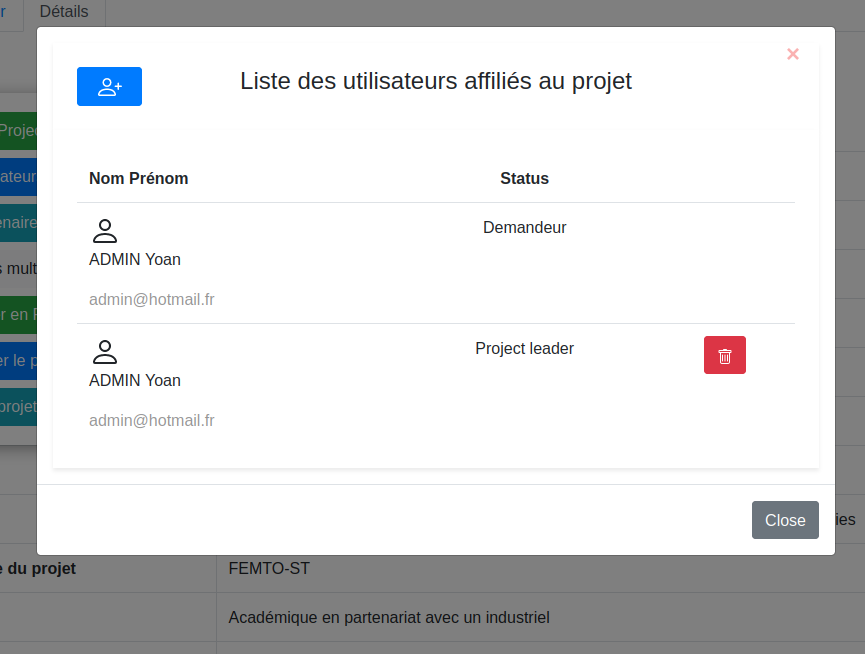 r Détails
×
Liste des utilisateurs affiliés au projet
Projec
Nom Prénom Status
ateur
enaire
Demandeur
ADMIN Yoan
s mult
admin@hotmail.fr
r en F
Project leader
er le p
ADMIN Yoan
projet
admin@hotmail.fr
Close
ies
e du projet FEMTO-ST
Académique en partenariat avec un industriel